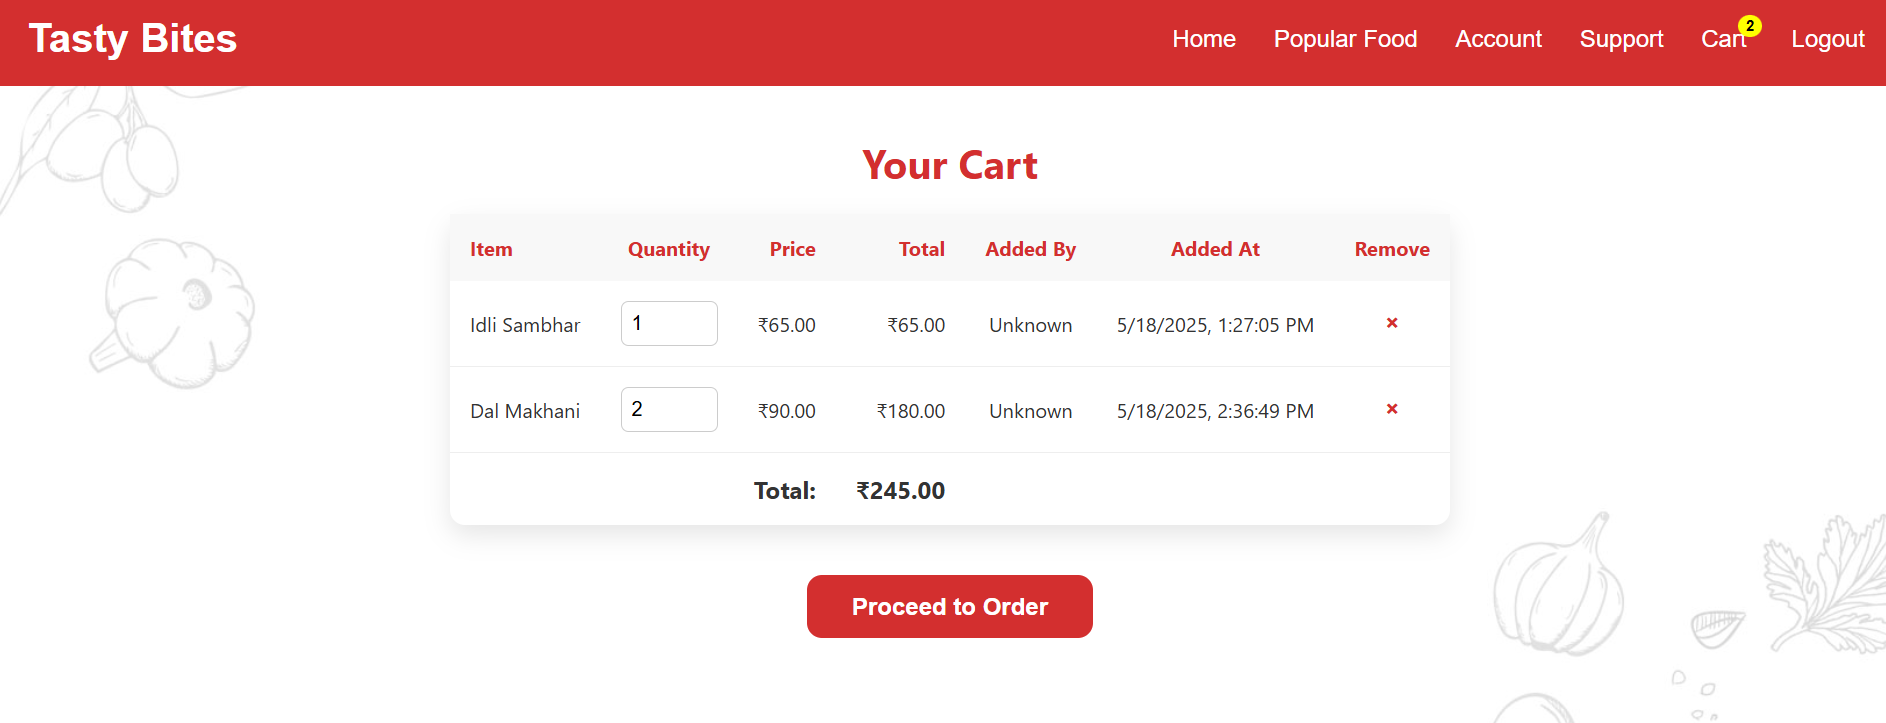 Tasty Bites Home Popular Food Account Support Cart 2 Logout
Your Cart
Item Quantity Price Total Added By Added At Remove
Idli Sambhar 1 ₹65.00 ₹65.00 Unknown 5/18/2025, 1:27:05 PM ×
Dal Makhani 2 ₹90.00 ₹180.00 Unknown 5/18/2025, 2:36:49 PM ×
Total: ₹245.00
Proceed to Order